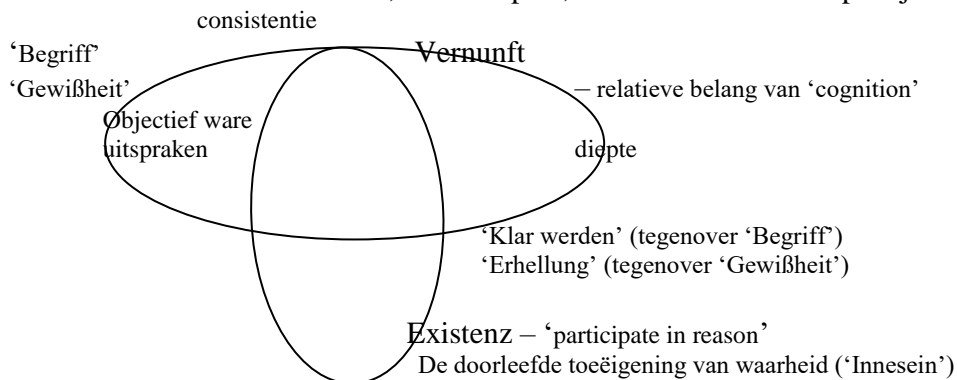 consistentie
‘Begriff’
Vernunft
‘Gewißheit’
– relatieve belang van ‘cognition’
Objectief ware
uitspraken
diepte
‘Klar werden’ (tegenover ‘Begriff’)
‘Erhellung’ (tegenover ‘Gewißheit’)
Existenz – ‘participate in reason’
De doorleefde toeëigening van waarheid (‘Innesein’)